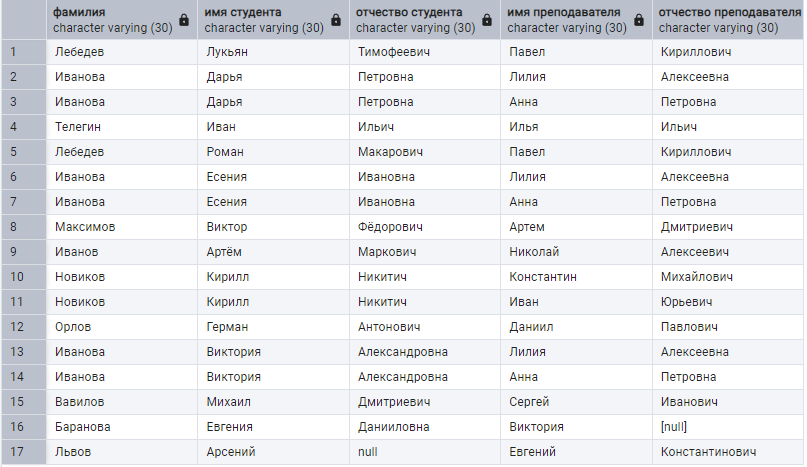 фамилия имя студента отчество студента имя преподавателя отчество преподавателя
character varying (30) character varying (30) character varying (30) character varying (30) character varying (30)
1 Лебедев Лукьян Тимофеевич Павел Кириллович
2 Иванова Дарья Петровна Лилия Алексеевна
3 Иванова Дарья Петровна Анна Петровна
4 Телегин Иван Ильич Илья Ильич
5 Лебедев Роман Макарович Павел Кириллович
6 Иванова Есения Ивановна Лилия Алексеевна
7 Иванова Есения Ивановна Анна Петровна
8 Максимов Виктор Фёдорович Артем Дмитриевич
9 Иванов Артём Маркович Николай Алексеевич
10 Новиков Кирилл Никитич Константин Михайлович
11 Новиков Кирилл Никитич Иван Юрьевич
12 Орлов Герман Антонович Даниил Павлович
13 Иванова Виктория Александровна Лилия Алексеевна
14 Иванова Виктория Александровна Анна Петровна
15 Вавилов Михаил Дмитриевич Сергей Иванович
16 Баранова Евгения Данииловна Виктория [null]
17 Львов Арсений null Евгений Константинович